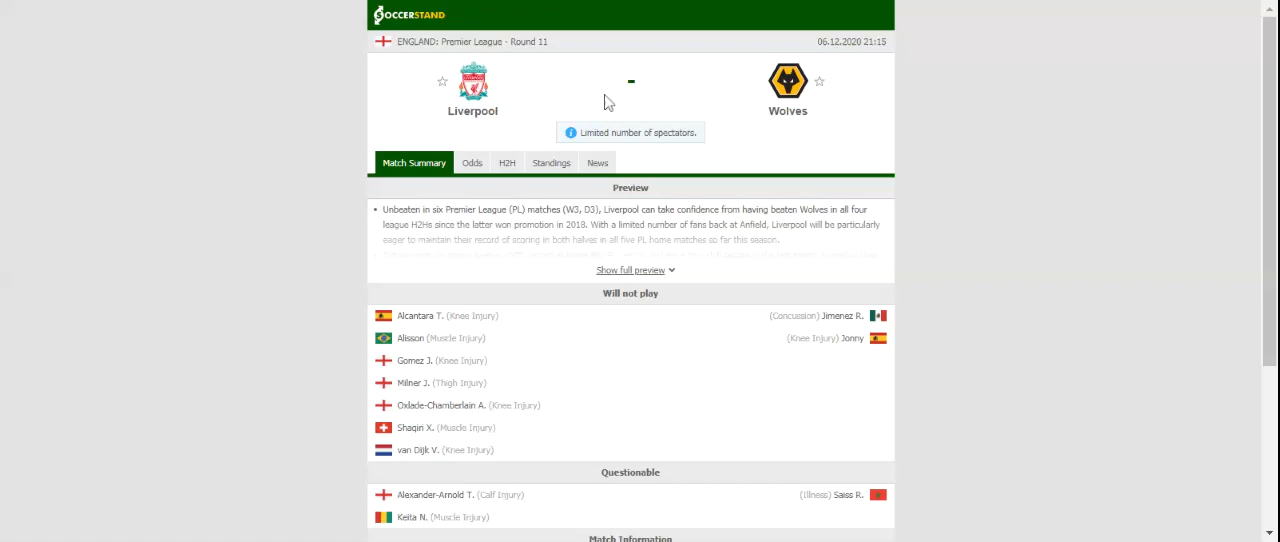 SOCCERSTAND
ENGLAND: Premier League - Round 11 06.12.2020 21:15
-
Liverpool Wolves
Limited number of spectators.
Match Summary Odds H2H Standings News
Preview
• Unbeaten in six Premier League (PL) matches (W3, D3), Liverpool can take confidence from having beaten Wolves in all four
league H2Hs since the latter won promotion in 2018. With a limited number of fans back at Anfield, Liverpool will be particularly
eager to maintain their record of scoring in both halves in all five PL home matches so far this season.
Show full preview
Will not play
Alcantara T. (Knee Injury) (Concussion) Jimenez R.
Alisson (Muscle Injury) (Knee Injury) Jonny
Gomez J. (Knee Injury)
Milner J. (Thigh Injury)
Oxlade-Chamberlain A. (Knee Injury)
Shaqiri X. (Muscle Injury)
van Dijk V. (Knee Injury)
Questionable
Alexander-Arnold T. (Calf Injury) (Illness) Saiss R.
Keita N. (Muscle Injury)
Match Information